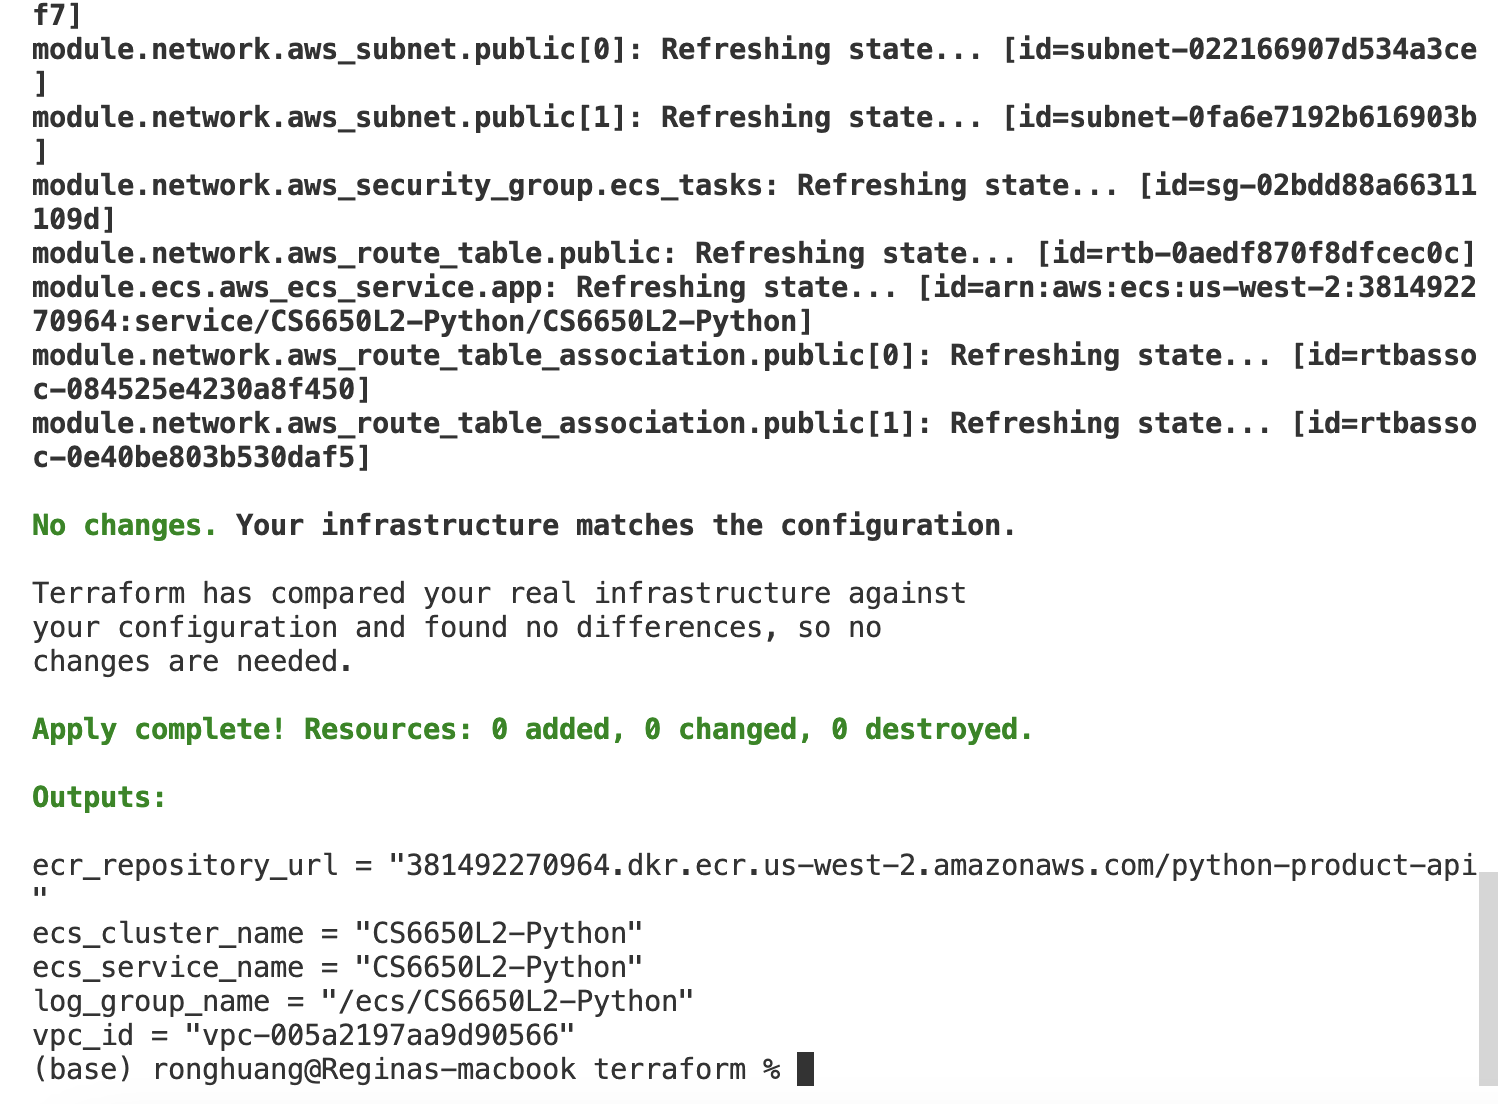 f7]
module.network.aws_subnet.public[0]: Refreshing state... [id=subnet-022166907d534a3ce
]
module.network.aws_subnet.public[1]: Refreshing state... [id=subnet-0fa6e7192b616903b
]
module.network.aws_security_group.ecs_tasks: Refreshing state... [id=sg-02bdd88a66311
109d]
module.network.aws_route_table.public: Refreshing state... [id=rtb-0aedf870f8dfcec0c]
module.ecs.aws_ecs_service.app: Refreshing state... [id=arn:aws:ecs:us-west-2:3814922
70964:service/CS6650L2-Python/CS6650L2-Python]
module.network.aws_route_table_association.public[0]: Refreshing state... [id=rtbasso
c-084525e4230a8f450]
module.network.aws_route_table_association.public[1]: Refreshing state... [id=rtbasso
c-0e40be803b530daf5]
No changes. Your infrastructure matches the configuration.
Terraform has compared your real infrastructure against
your configuration and found no differences, so no
changes are needed.
Apply complete! Resources: 0 added, 0 changed, 0 destroyed.
Outputs:
ecr_repository_url = "381492270964.dkr.ecr.us-west-2.amazonaws.com/python-product-api
"
ecs_cluster_name = "CS6650L2-Python"
ecs_service_name = "CS6650L2-Python"
log_group_name = "/ecs/CS6650L2-Python"
vpc_id = "vpc-005a2197aa9d90566"
(base) ronghuang@Reginas-macbook terraform %